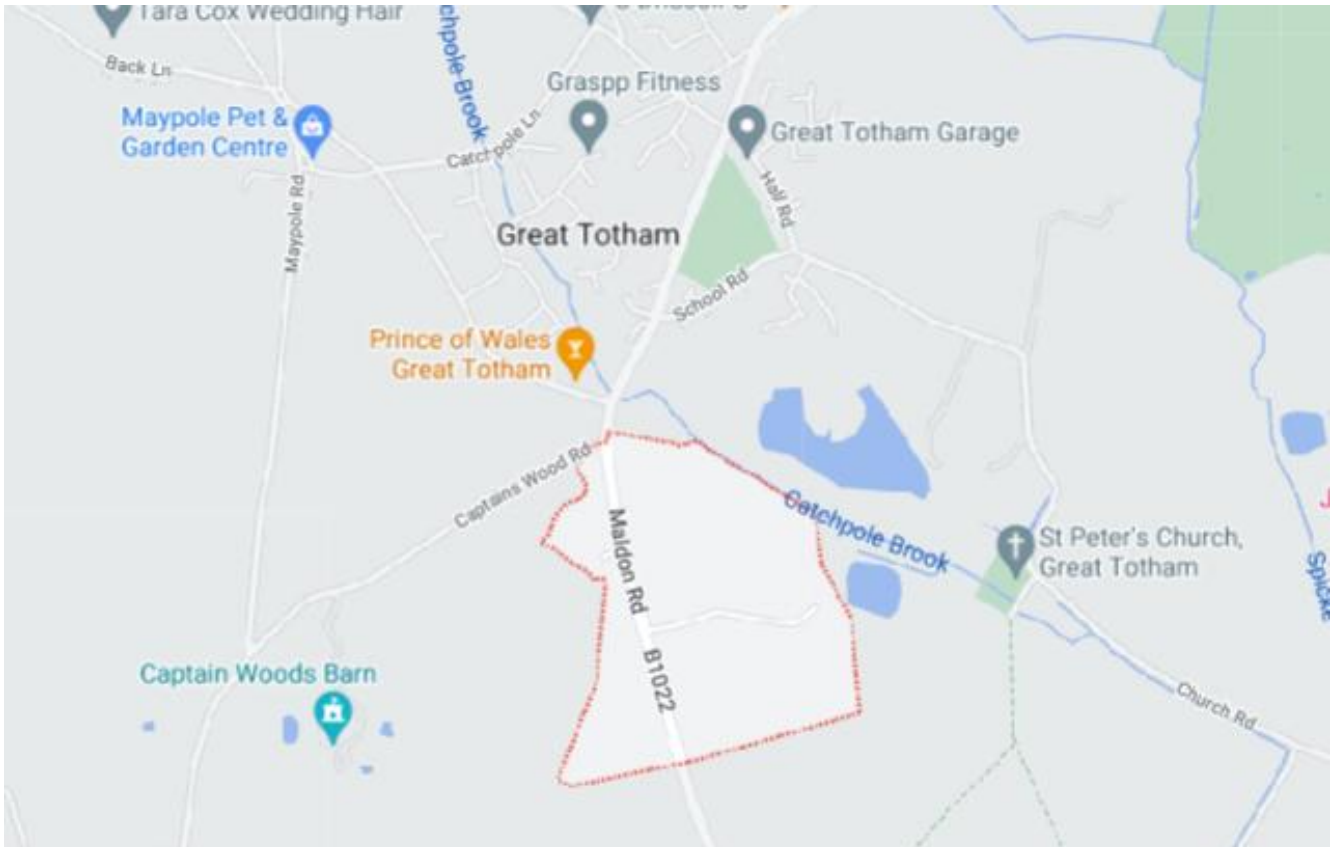 Tara Cox Wedding Hair
Back Ln
Catchpole Brook
Graspp Fitness
Maypole Pet &
Garden Centre
Catchpole Ln
Great Totham Garage
Half Rd
Maypole Rd
Great Totham
School Rd
Prince of Wales
Great Totham
Captains Wood Rd
Maldon Rd
Catchpole Brook
St Peter's Church,
Great Totham
B1022
Captain Woods Barn
Church Rd